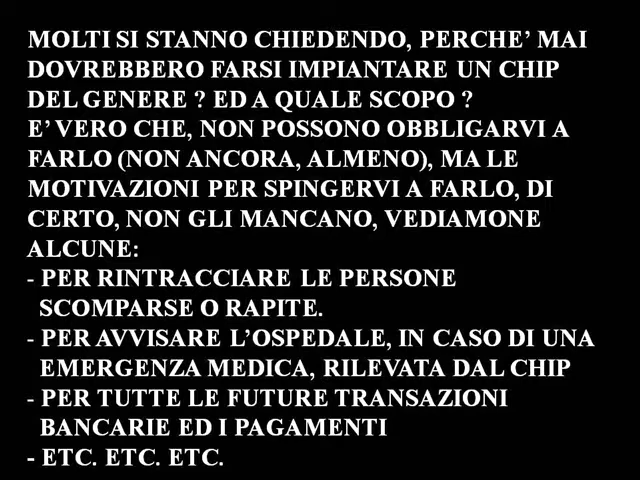 MOLTI SI STANNO CHIEDENDO, PERCHE' MAI
DOVREBBERO FARSI IMPIANTARE UN CHIP
DEL GENERE ? ED A QUALE SCOPO ?
E' VERO CHE, NON POSSONO OBBLIGARVI A
FARLO (NON ANCORA, ALMENO), MA LE
MOTIVAZIONI PER SPINGERVI A FARLO, DI
CERTO, NON GLI MANCANO, VEDIAMONE
ALCUNE:
- PER RINTRACCIARE LE PERSONE
SCOMPARSE O RAPITE.
- PER AVVISARE L'OSPEDALE, IN CASO DI UNA
EMERGENZA MEDICA, RILEVATA DAL CHIP
- PER TUTTE LE FUTURE TRANSAZIONI
BANCARIE ED I PAGAMENTI
- ETC. ETC. ETC.